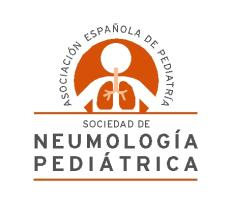 ASOCIACIÓN ESPAÑOLA DE PEDIATRÍA
SOCIEDAD DE
NEUMOLOGÍA
PEDIÁTRICA